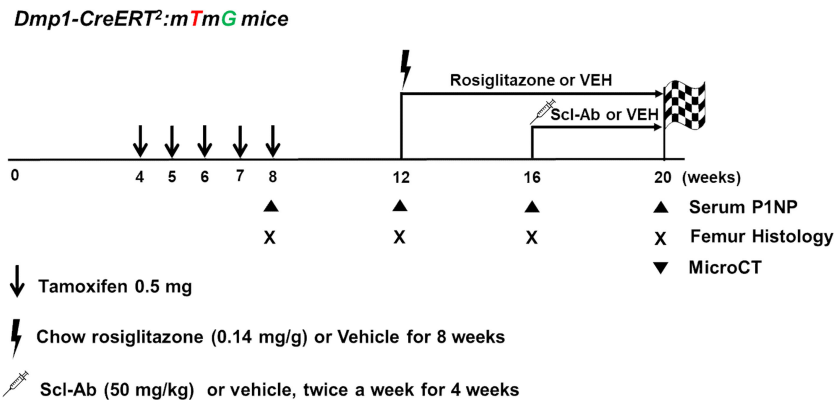 Dmp1-CreERT²:mTmG mice
Rosiglitazone or VEH
Scl-Ab or VEH
0 4 5 6 7 8 12 16 20 (weeks)
Serum P1NP
X X X X Femur Histology
MicroCT
Tamoxifen 0.5 mg
Chow rosiglitazone (0.14 mg/g) or Vehicle for 8 weeks
Scl-Ab (50 mg/kg) or vehicle, twice a week for 4 weeks